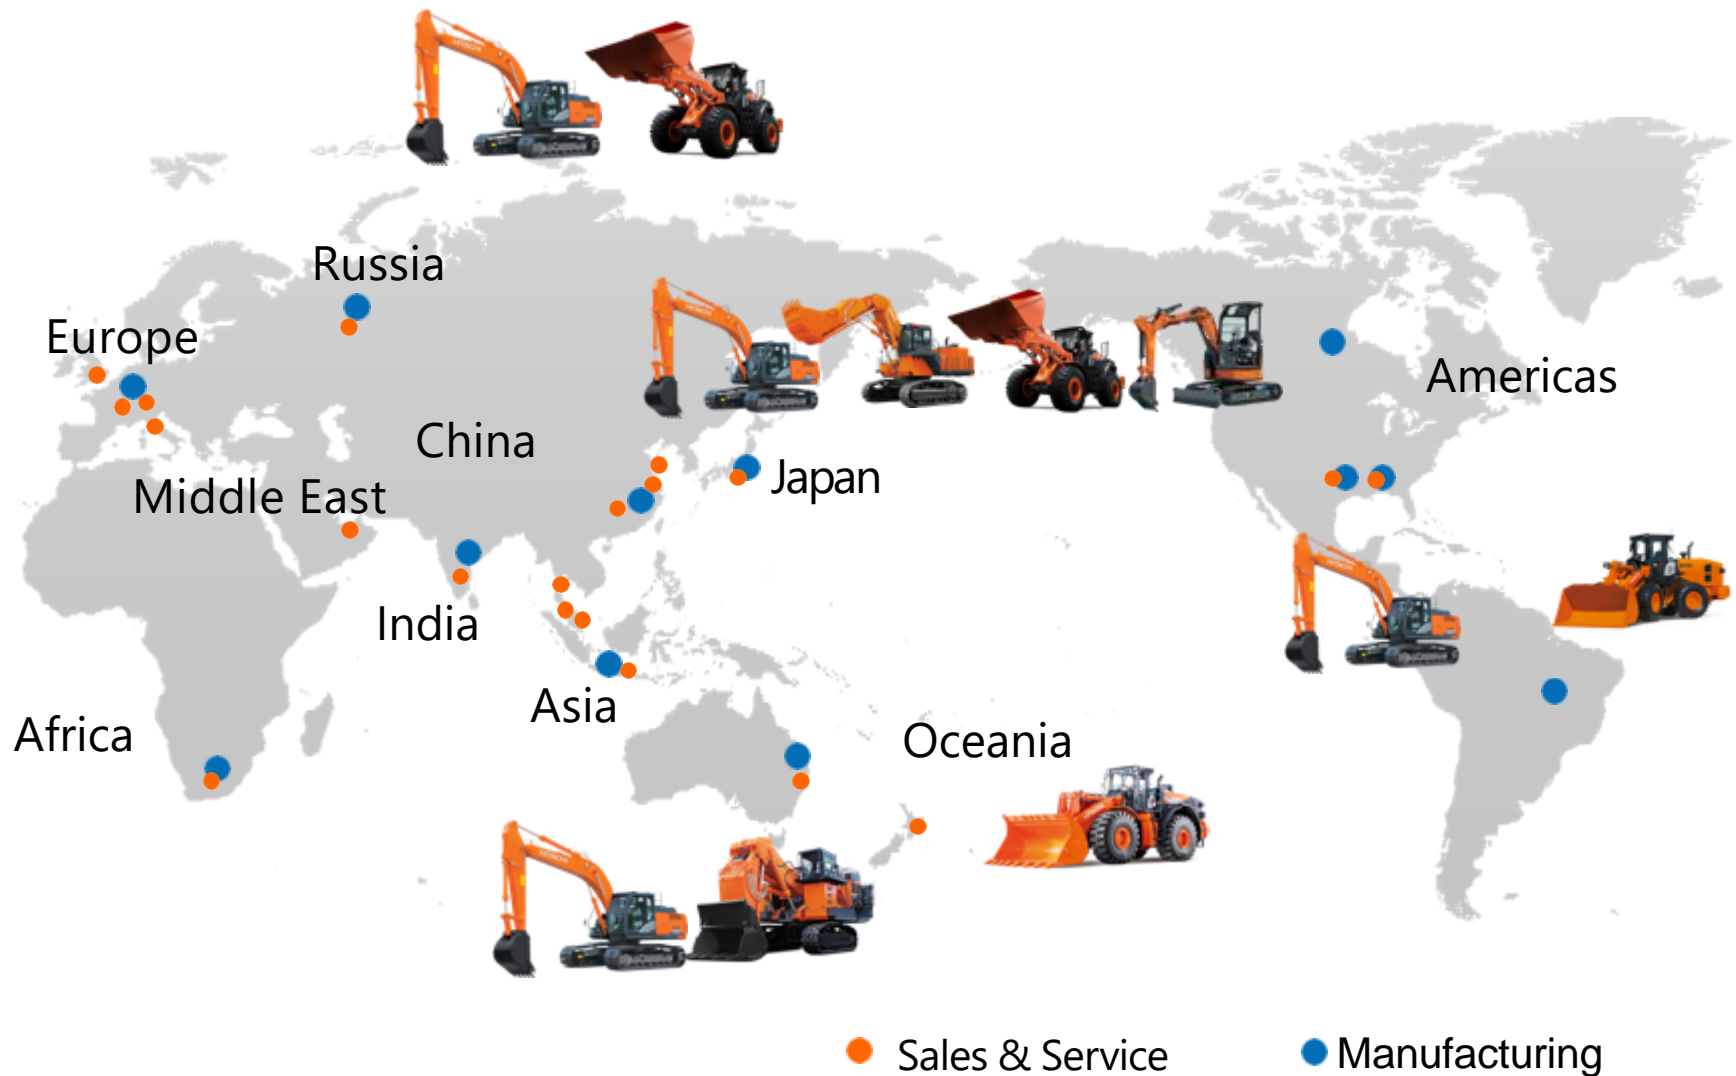 Russia
Europe
Americas
China
Japan
Middle East
India
Asia
Africa
Oceania
Sales & Service
Manufacturing